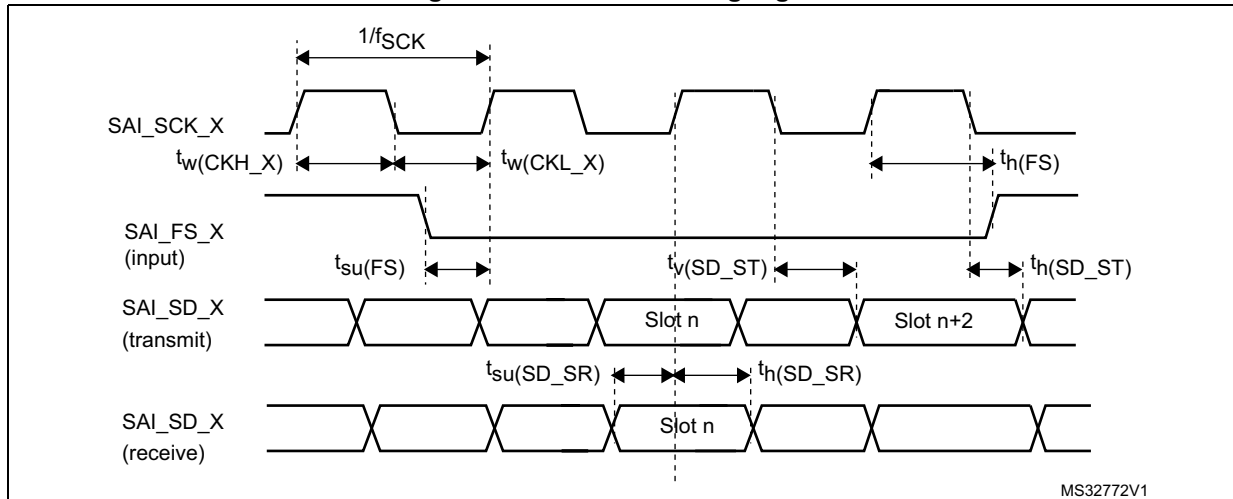 1/fSCK
SAI_SCK_X
tw(CKH_X) tw(CKL_X) th(FS)
SAI_FS_X
(input)
tsu(FS) tv(SD_ST) th(SD_ST)
SAI_SD_X
(transmit)
Slot n Slot n+2
tsu(SD_SR) th(SD_SR)
SAI_SD_X
(receive)
Slot n
MS32772V1